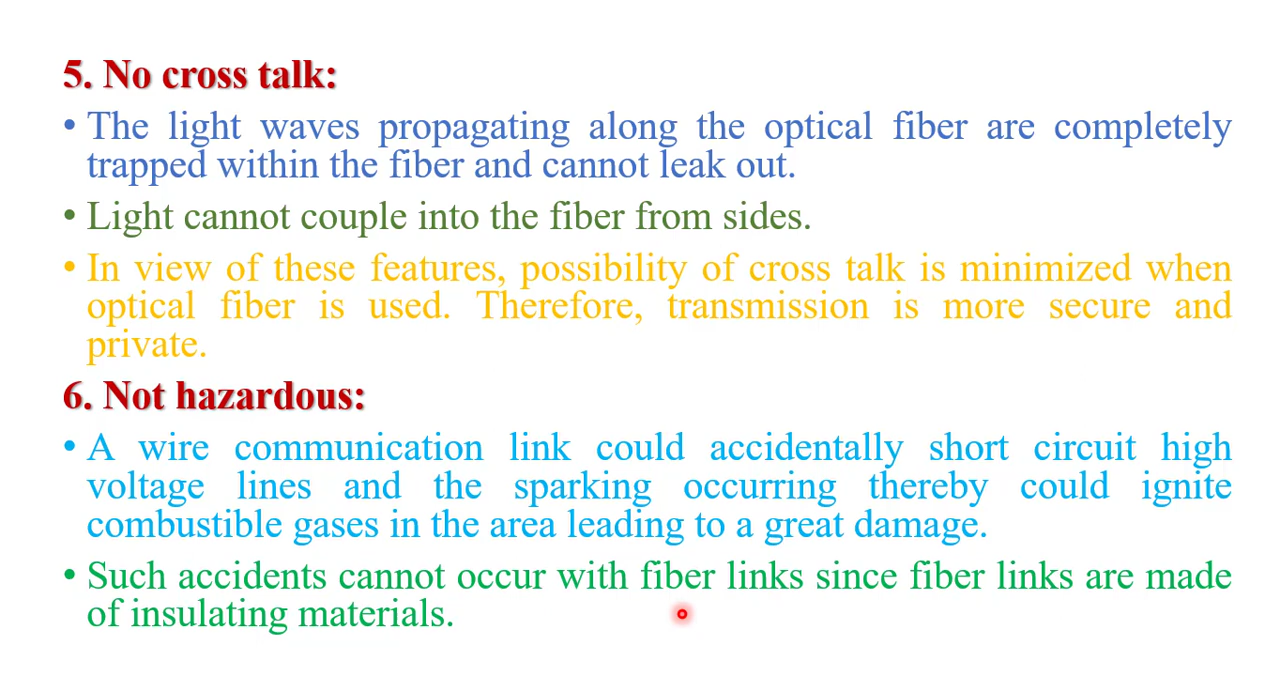 5. No cross talk:
• The light waves propagating along the optical fiber are completely
trapped within the fiber and cannot leak out.
• Light cannot couple into the fiber from sides.
• In view of these features, possibility of cross talk is minimized when
optical fiber is used. Therefore, transmission is more secure and
private.
6. Not hazardous:
• A wire communication link could accidentally short circuit high
voltage lines and the sparking occurring thereby could ignite
combustible gases in the area leading to a great damage.
• Such accidents cannot occur with fiber links since fiber links are made
of insulating materials.